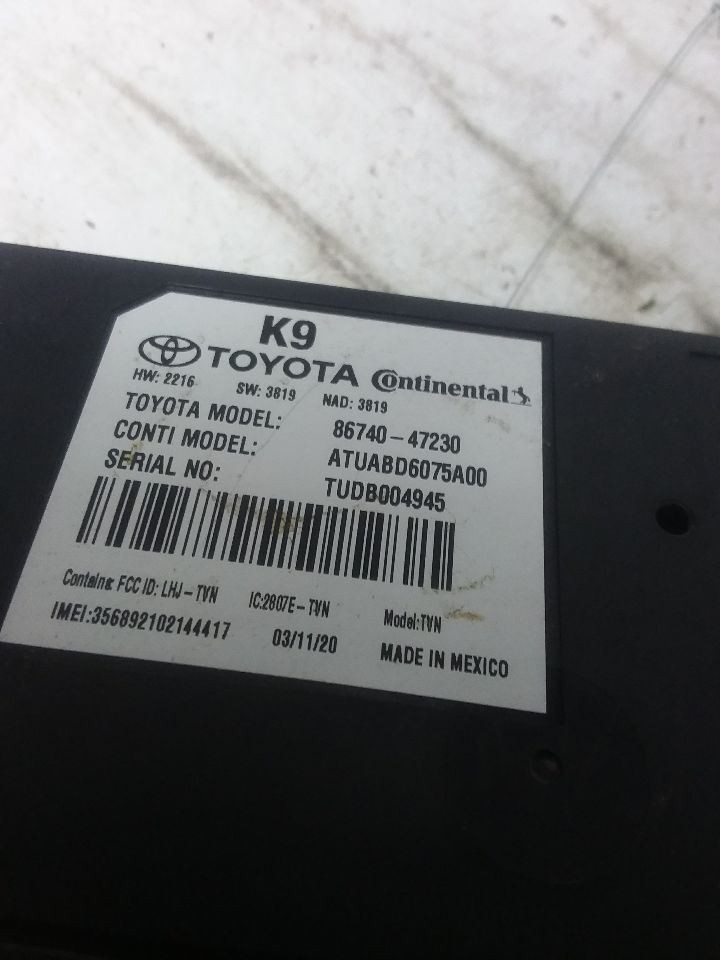 K9
TOYOTA Continental
HW: 2216 SW: 3819 NAD: 3819
TOYOTA MODEL: 86740-47230
CONTI MODEL: ATUABD6075A00
SERIAL NO: TUDB004945
Contains FCC ID: LHJ-TVN IC:2807E-TVN Model:TVN
IMEI:356892102144417 03/11/20 MADE IN MEXICO